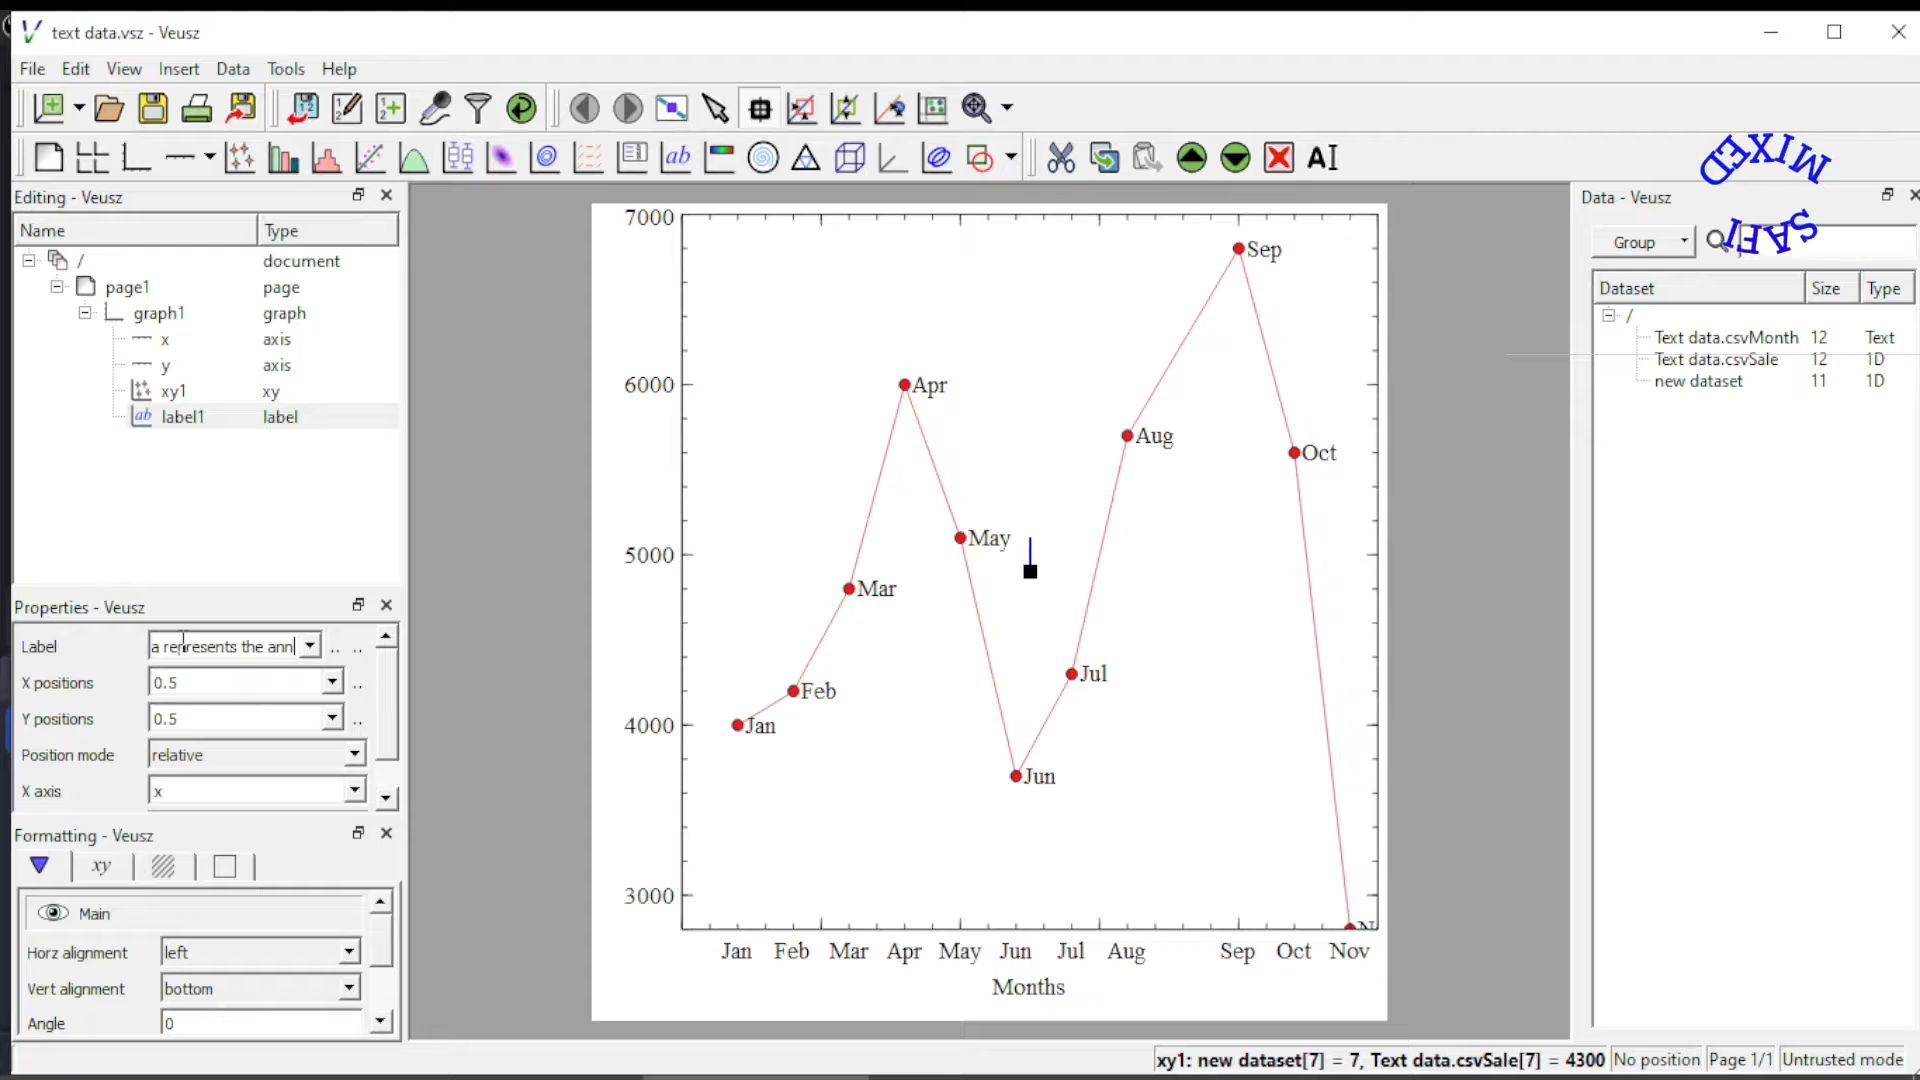 text data.vsz - Veusz
File Edit View Insert Data Tools Help
ab
AI
MIXED
SAFI
Editing - Veusz
Name Type
/ document
page1 page
graph1 graph
x axis
y axis
xy1 xy
ab label1 label
Properties - Veusz
Label a represents the ann
X positions 0.5
Y positions 0.5
Position mode relative
X axis x
Formatting - Veusz
xy
Main
Horz alignment left
Vert alignment bottom
Angle 0
7000
6000
5000
4000
3000
Sep
Apr
Aug
Oct
May
Mar
Jul
Feb
Jan
Jun
N
Jan Feb Mar Apr May Jun Jul Aug Sep Oct Nov
Months
Data - Veusz
Group
Dataset Size Type
/
Text data.csvMonth 12 Text
Text data.csvSale 12 1D
new dataset 11 1D
xy1: new dataset[7] = 7, Text data.csvSale[7] = 4300 No position Page 1/1 Untrusted mode